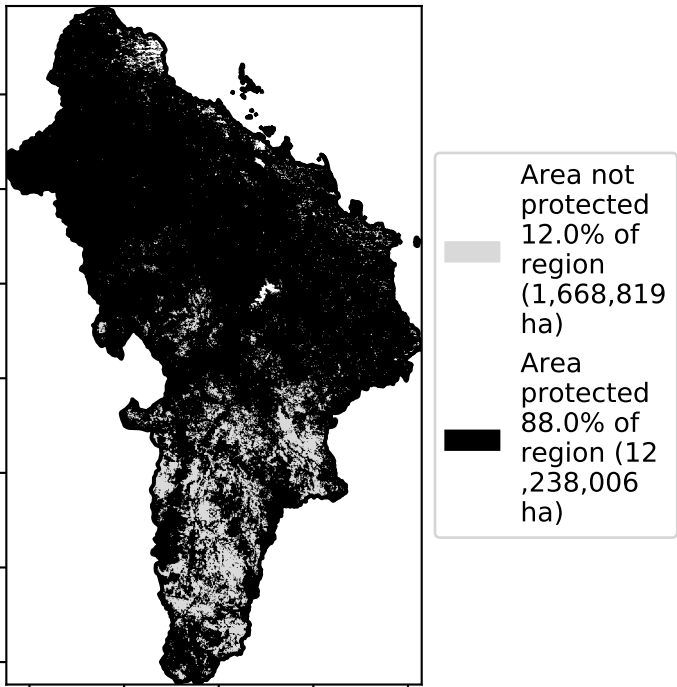 Area not
protected
12.0% of
region
(1,668,819
ha)
Area
protected
88.0% of
region (12
,238,006
ha)